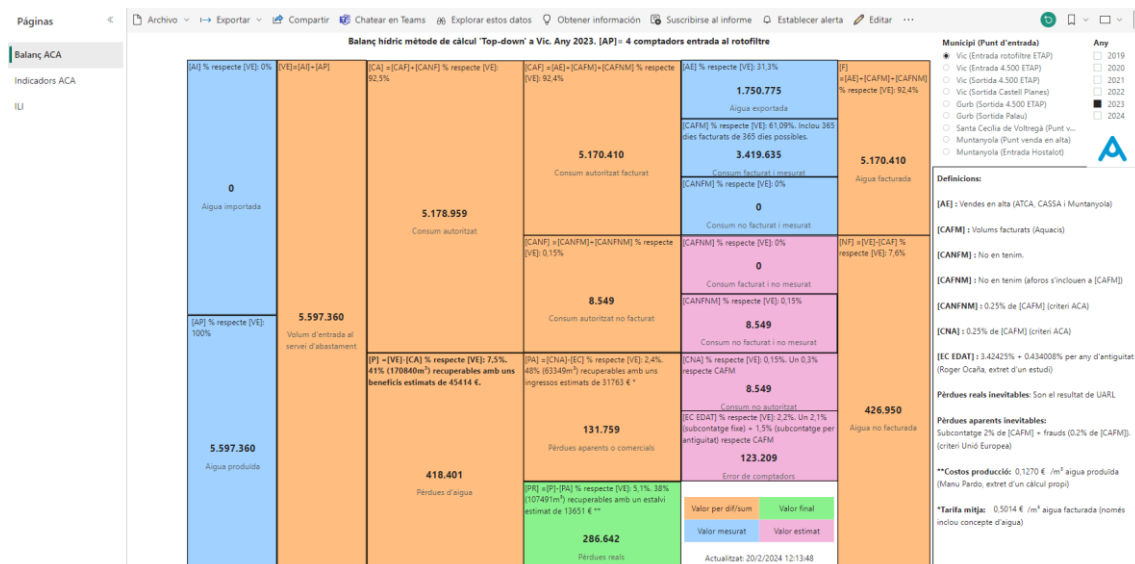 Páginas
Archivo
Exportar
Compartir
Chatear en Teams
Explorar estos datos
Obtener información
Suscribirse al informe
Establecer alerta
Editar
Balanç ACA
Indicadors ACA
ILI
Balanç hídric mètode de càlcul 'Top-down' a Vic. Any 2023. [AP]= 4 comptadors entrada al rotofiltre
[AI] % respecte [VE]: 0%
0
Aigua importada
[AP] % respecte [VE]:
100%
5.597.360
Aigua produïda
[VE]=[AI]+[AP]
5.597.360
Volum d'entrada al
servei d'abastament
[CA] =[CAF]+[CANF] % respecte [VE]:
92,5%
5.178.959
Consum autoritzat
[P] =[VE]-[CA] % respecte [VE]: 7,5%.
41% (170840m³) recuperables amb uns
beneficis estimats de 45414 €.
418.401
Pèrdues d'aigua
[CAF] =[AE]+[CAFM]+[CAFNM] % respecte
[VE]: 92,4%
5.170.410
Consum autoritzat facturat
[CANF] =[CANFM]+[CANFNM] % respecte
[VE]: 0,15%
8.549
Consum autoritzat no facturat
[PA] =[CNA]-[EC] % respecte [VE]: 2,4%.
48% (63349m³) recuperables amb uns
ingressos estimats de 31763 € *
131.759
Pèrdues aparents o comercials
[PR] =[P]-[PA] % respecte [VE]: 5,1%. 38%
(107491m³) recuperables amb un estalvi
estimat de 13651 € **
286.642
Pèrdues reals
[AE] % respecte [VE]: 31,3%
1.750.775
Aigua exportada
[CAFM] % respecte [VE]: 61,09%. Inclou 365
dies facturats de 365 dies possibles.
3.419.635
Consum facturat i mesurat
[CANFM] % respecte [VE]: 0%
0
Consum no facturat i mesurat
[CAFNM] % respecte [VE]: 0%
0
Consum facturat i no mesurat
[CANFNM] % respecte [VE]: 0,15%
8.549
Consum no facturat i no mesurat
[CNA] % respecte [VE]: 0,15%. Un 0,3%
respecte CAFM
8.549
Consum no autoritzat
[EC EDAT] % respecte [VE]: 2,2%. Un 2,1%
(subcontatge fixe) + 1,5% (subcontatge per
antiguitat) respecte CAFM
123.209
Error de comptadors
Valor per dif/sum
Valor final
Valor mesurat
Valor estimat
Actualitzat: 20/2/2024 12:13:48
[F]
=[AE]+[CAFM]+[CAFNM]
% respecte [VE]: 92,4%
5.170.410
Aigua facturada
[NF] =[VE]-[CAF] %
respecte [VE]: 7,6%
426.950
Aigua no facturada
Municipi (Punt d'entrada)
Vic (Entrada rotofiltre ETAP)
Vic (Entrada 4.500 ETAP)
Vic (Sortida 4.500 ETAP)
Vic (Sortida Castell Planes)
Gurb (Sortida 4.500 ETAP)
Gurb (Sortida Palau)
Santa Cecília de Voltregà (Punt v...
Muntanyola (Punt venda en alta)
Muntanyola (Entrada Hostalot)
Any
2019
2020
2021
2022
2023
2024
Definicions:
[AE] : Vendes en alta (ATCA, CASSA i Muntanyola)
[CAFM] : Volums facturats (Aquacis)
[CANFM] : No en tenim.
[CAFNM] : No en tenim (aforos s'inclouen a [CAFM])
[CANFNM] : 0.25% de [CAFM] (criteri ACA)
[CNA] : 0.25% de [CAFM] (criteri ACA)
[EC EDAT] : 3.42425% + 0.434008% per any d'antiguitat
(Roger Ocaña, extret d'un estudi)
Pèrdues reals inevitables: Son el resultat de UARL
Pèrdues aparents inevitables:
Subcontatge 2% de [CAFM] + frauds (0.2% de [CAFM]).
(criteri Unió Europea)
**Costos producció: 0,1270 € /m³ aigua produïda
(Manu Pardo, extret d'un càlcul propi)
*Tarifa mitja: 0,5014 € /m³ aigua facturada (només
inclou concepte d'aigua)